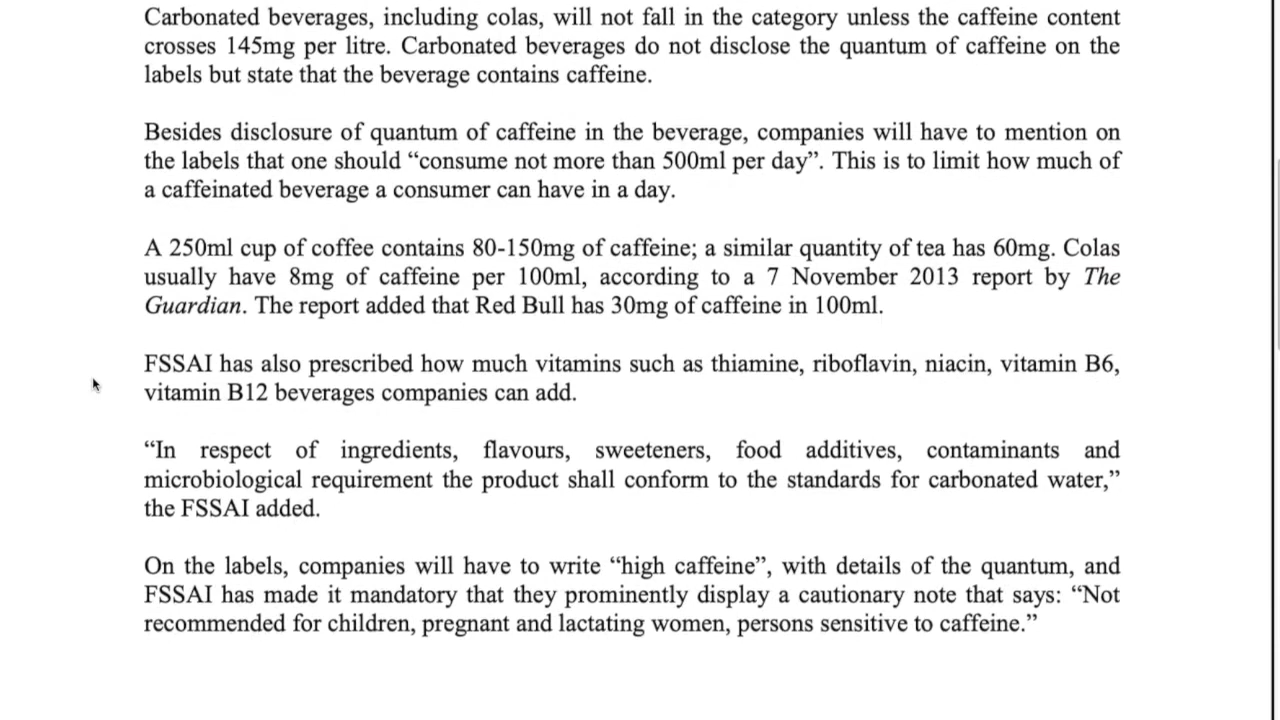 Carbonated beverages, including colas, will not fall in the category unless the caffeine content
crosses 145mg per litre. Carbonated beverages do not disclose the quantum of caffeine on the
labels but state that the beverage contains caffeine.
Besides disclosure of quantum of caffeine in the beverage, companies will have to mention on
the labels that one should “consume not more than 500ml per day”. This is to limit how much of
a caffeinated beverage a consumer can have in a day.
A 250ml cup of coffee contains 80-150mg of caffeine; a similar quantity of tea has 60mg. Colas
usually have 8mg of caffeine per 100ml, according to a 7 November 2013 report by The
Guardian. The report added that Red Bull has 30mg of caffeine in 100ml.
FSSAI has also prescribed how much vitamins such as thiamine, riboflavin, niacin, vitamin B6,
vitamin B12 beverages companies can add.
“In respect of ingredients, flavours, sweeteners, food additives, contaminants and
microbiological requirement the product shall conform to the standards for carbonated water,”
the FSSAI added.
On the labels, companies will have to write “high caffeine”, with details of the quantum, and
FSSAI has made it mandatory that they prominently display a cautionary note that says: “Not
recommended for children, pregnant and lactating women, persons sensitive to caffeine.”